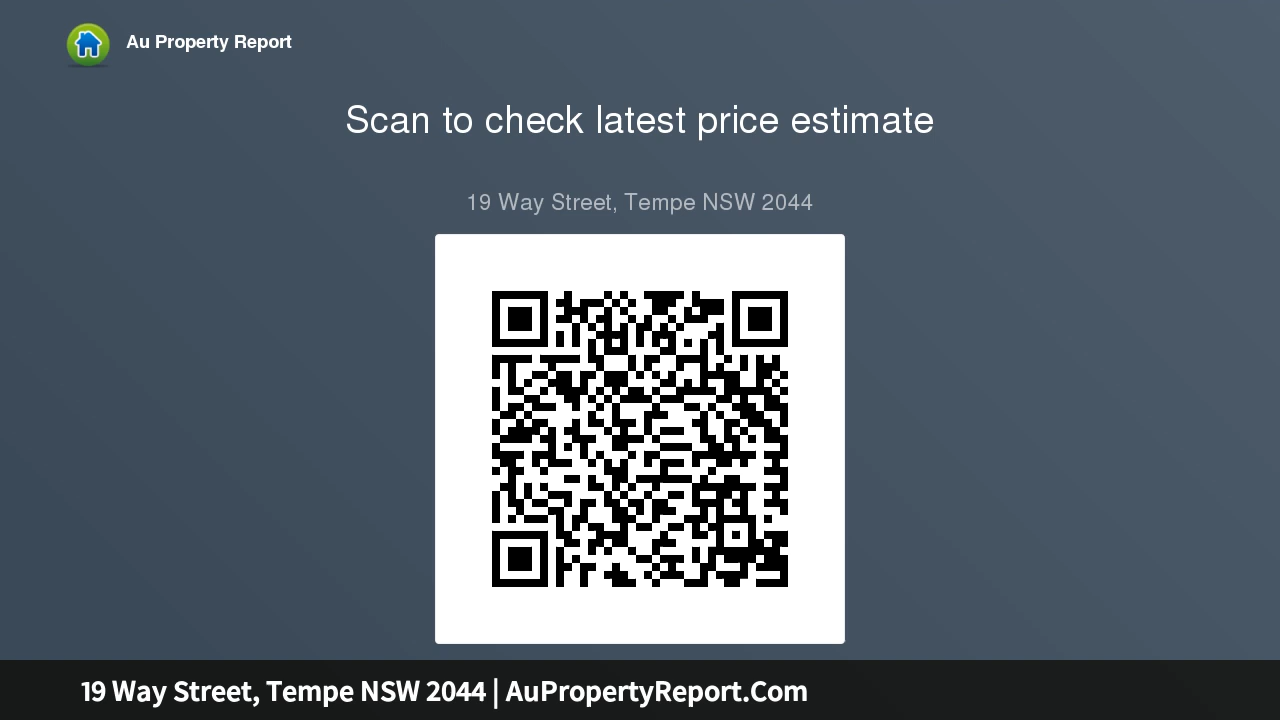 Au Property Report
Scan to check latest price estimate
19 Way Street, Tempe NSW 2044
19 Way Street, Tempe NSW 2044 | AuPropertyReport.Com